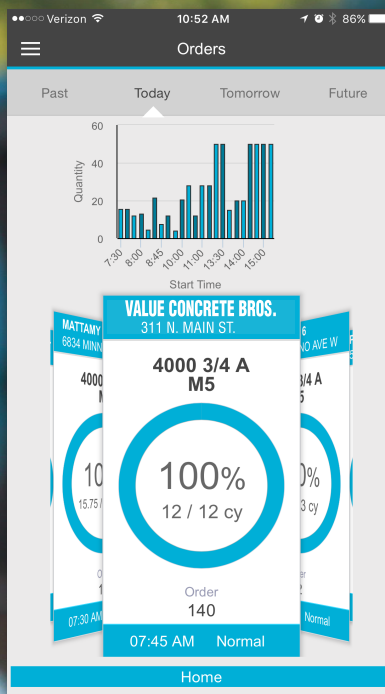 Verizon 10:52 AM 86%
Orders
Past Today Tomorrow Future
60
40
20
0
Quantity
7:30 8:00 8:45 10:00 11:00 13:30 14:00 15:00
Start Time
VALUE CONCRETE BROS.
311 N. MAIN ST.
4000 3/4 A
M5
100%
12 / 12 cy
Order
140
07:45 AM Normal
MATTAMY
6834 MINN
4000
10
15.75 /
07:30 AM
6
NO AVE W
3/4 A
5
0%
3 cy
Normal
Home